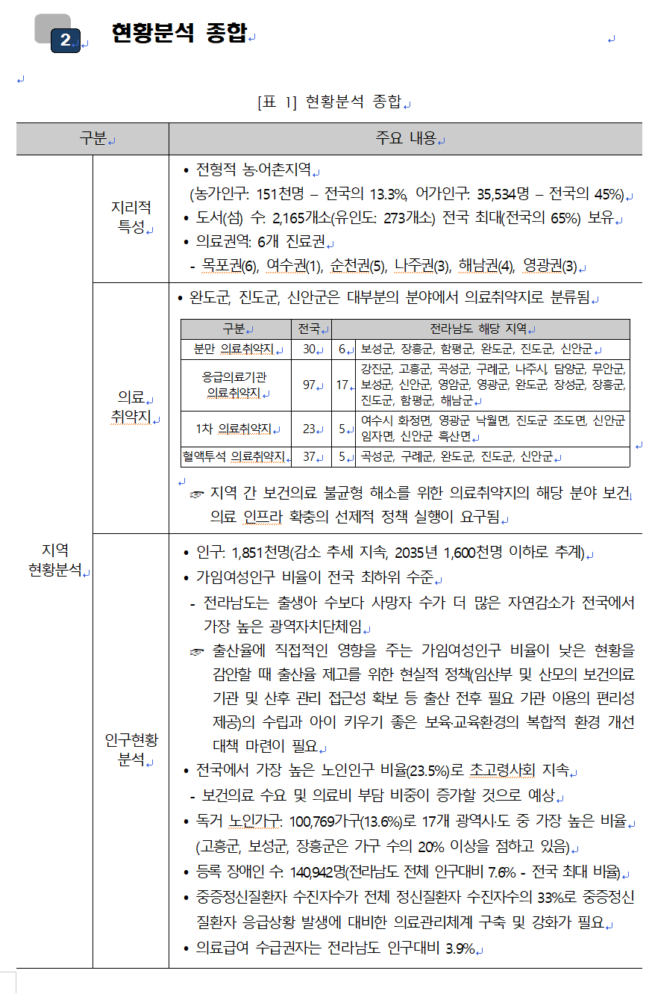 2 현황분석 종합
[표 1] 현황분석 종합
구분 주요 내용
지역
현황분석
지리적
특성
• 전형적 농·어촌지역
(농가인구: 151천명 – 전국의 13.3%, 어가인구: 35,534명 – 전국의 45%)
• 도서(섬) 수: 2,165개소(유인도: 273개소) 전국 최대(전국의 65%) 보유
• 의료권역: 6개 진료권
- 목포권(6), 여수권(1), 순천권(5), 나주권(3), 해남권(4), 영광권(3)
의료
취약지
• 완도군, 진도군, 신안군은 대부분의 분야에서 의료취약지로 분류됨
구분 전국 전라남도 해당 지역
분만 의료취약지 30 6 보성군, 장흥군, 함평군, 완도군, 진도군, 신안군
응급의료기관
의료취약지
97 17
강진군, 고흥군, 곡성군, 구례군, 나주시, 담양군, 무안군,
보성군, 신안군, 영암군, 영광군, 완도군, 장성군, 장흥군,
진도군, 함평군, 해남군
1차 의료취약지 23 5
여수시 화정면, 영광군 낙월면, 진도군 조도면, 신안군
임자면, 신안군 흑산면
혈액투석 의료취약지 37 5 곡성군, 구례군, 완도군, 진도군, 신안군
☞ 지역 간 보건의료 불균형 해소를 위한 의료취약지의 해당 분야 보건
의료 인프라 확충의 선제적 정책 실행이 요구됨
인구현황
분석
• 인구: 1,851천명(감소 추세 지속, 2035년 1,600천명 이하로 추계)
• 가임여성인구 비율이 전국 최하위 수준
- 전라남도는 출생아 수보다 사망자 수가 더 많은 자연감소가 전국에서
가장 높은 광역자치단체임
☞ 출산율에 직접적인 영향을 주는 가임여성인구 비율이 낮은 현황을
감안할 때 출산율 제고를 위한 현실적 정책(임산부 및 산모의 보건의료
기관 및 산후 관리 접근성 확보 등 출산 전후 필요 기관 이용의 편리성
제공)의 수립과 아이 키우기 좋은 보육·교육환경의 복합적 환경 개선
대책 마련이 필요
• 전국에서 가장 높은 노인인구 비율(23.5%)로 초고령사회 지속
- 보건의료 수요 및 의료비 부담 비중이 증가할 것으로 예상
• 독거 노인가구: 100,769가구(13.6%)로 17개 광역시·도 중 가장 높은 비율
(고흥군, 보성군, 장흥군은 가구 수의 20% 이상을 점하고 있음)
• 등록 장애인 수: 140,942명(전라남도 전체 인구대비 7.6% - 전국 최대 비율)
• 중증정신질환자 수진자수가 전체 정신질환자 수진자수의 33%로 중증정신
질환자 응급상황 발생에 대비한 의료관리체계 구축 및 강화가 필요
• 의료급여 수급권자는 전라남도 인구대비 3.9%